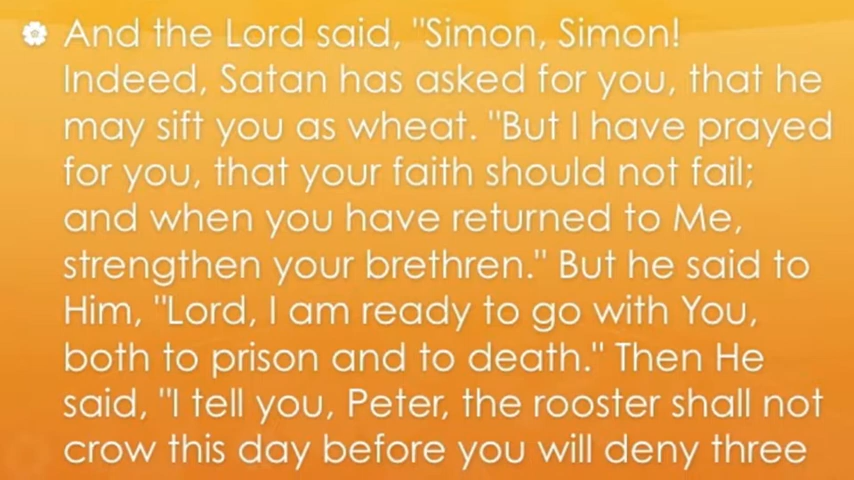 And the Lord said, "Simon, Simon!
Indeed, Satan has asked for you, that he
may sift you as wheat. "But I have prayed
for you, that your faith should not fail;
and when you have returned to Me,
strengthen your brethren." But he said to
Him, "Lord, I am ready to go with You,
both to prison and to death." Then He
said, "I tell you, Peter, the rooster shall not
crow this day before you will deny three